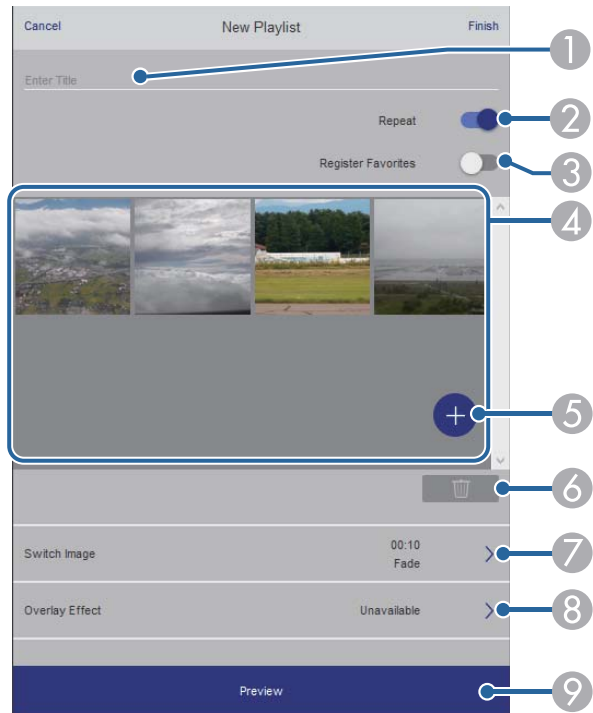 Cancel New Playlist Finish
Enter Title
1
Repeat
2
Register Favorites
3
4
+
5
6
Switch Image
00:10
Fade
7
Overlay Effect Unavailable
8
Preview
9